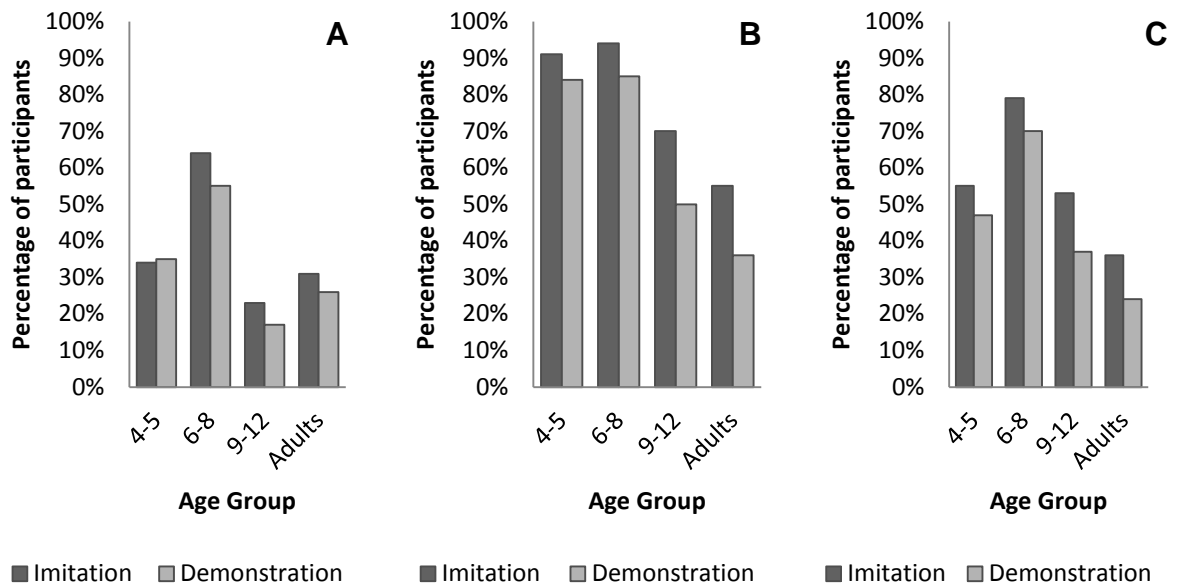 A
Percentage of participants
100%
90%
80%
70%
60%
50%
40%
30%
20%
10%
0%
4-5
6-8
9-12
Adults
Age Group
Imitation Demonstration
B
Percentage of participants
100%
90%
80%
70%
60%
50%
40%
30%
20%
10%
0%
4-5
6-8
9-12
Adults
Age Group
Imitation Demonstration
C
Percentage of participants
100%
90%
80%
70%
60%
50%
40%
30%
20%
10%
0%
4-5
6-8
9-12
Adults
Age Group
Imitation Demonstration